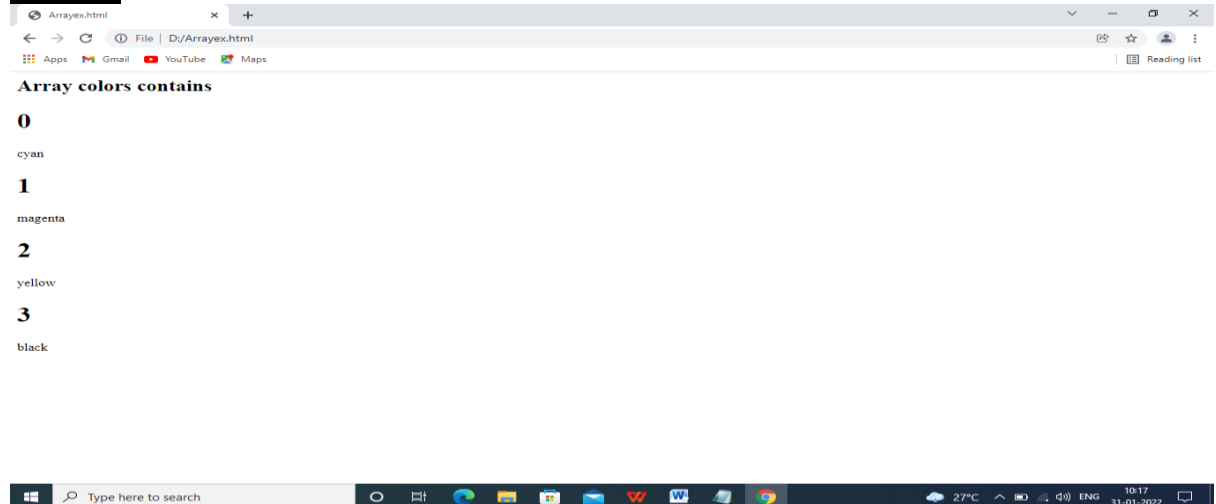 Arrayex.html
File | D:/Arrayex.html
Apps Gmail YouTube Maps Reading list
Array colors contains
0
cyan
1
magenta
2
yellow
3
black
Type here to search 27°C ENG 10:17
31-01-2022